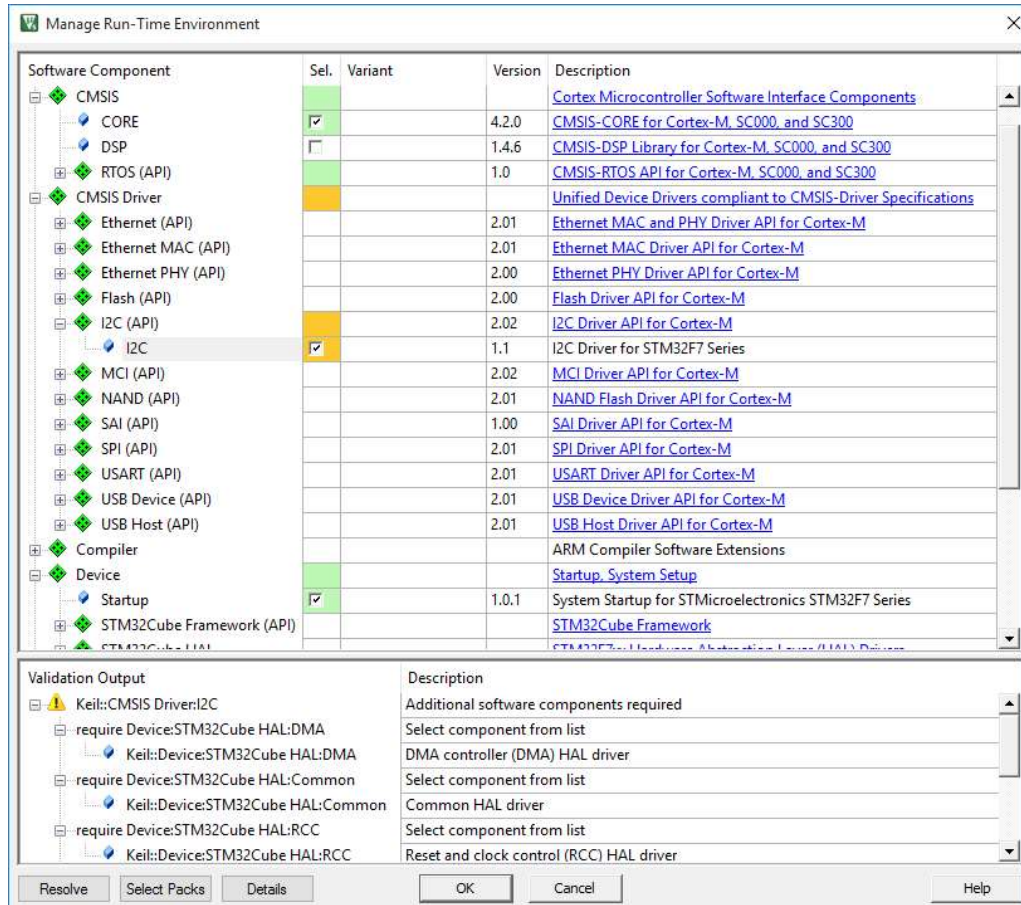 Manage Run-Time Environment
Software Component Sel. Variant Version Description
CMSIS Cortex Microcontroller Software Interface Components
CORE 4.2.0 CMSIS-CORE for Cortex-M, SC000, and SC300
DSP 1.4.6 CMSIS-DSP Library for Cortex-M, SC000, and SC300
RTOS (API) 1.0 CMSIS-RTOS API for Cortex-M, SC000, and SC300
CMSIS Driver Unified Device Drivers compliant to CMSIS-Driver Specifications
Ethernet (API) 2.01 Ethernet MAC and PHY Driver API for Cortex-M
Ethernet MAC (API) 2.01 Ethernet MAC Driver API for Cortex-M
Ethernet PHY (API) 2.00 Ethernet PHY Driver API for Cortex-M
Flash (API) 2.00 Flash Driver API for Cortex-M
I2C (API) 2.02 I2C Driver API for Cortex-M
I2C 1.1 I2C Driver for STM32F7 Series
MCI (API) 2.02 MCI Driver API for Cortex-M
NAND (API) 2.01 NAND Flash Driver API for Cortex-M
SAI (API) 1.00 SAI Driver API for Cortex-M
SPI (API) 2.01 SPI Driver API for Cortex-M
USART (API) 2.01 USART Driver API for Cortex-M
USB Device (API) 2.01 USB Device Driver API for Cortex-M
USB Host (API) 2.01 USB Host Driver API for Cortex-M
Compiler ARM Compiler Software Extensions
Device Startup, System Setup
Startup 1.0.1 System Startup for STMicroelectronics STM32F7 Series
STM32Cube Framework (API) STM32Cube Framework
STM32Cube HAL STM32F7xx Hardware Abstraction Layer (HAL) Drivers
Validation Output Description
Keil::CMSIS Driver:I2C Additional software components required
require Device:STM32Cube HAL:DMA Select component from list
Keil::Device:STM32Cube HAL:DMA DMA controller (DMA) HAL driver
require Device:STM32Cube HAL:Common Select component from list
Keil::Device:STM32Cube HAL:Common Common HAL driver
require Device:STM32Cube HAL:RCC Select component from list
Keil::Device:STM32Cube HAL:RCC Reset and clock control (RCC) HAL driver
Resolve Select Packs Details OK Cancel Help